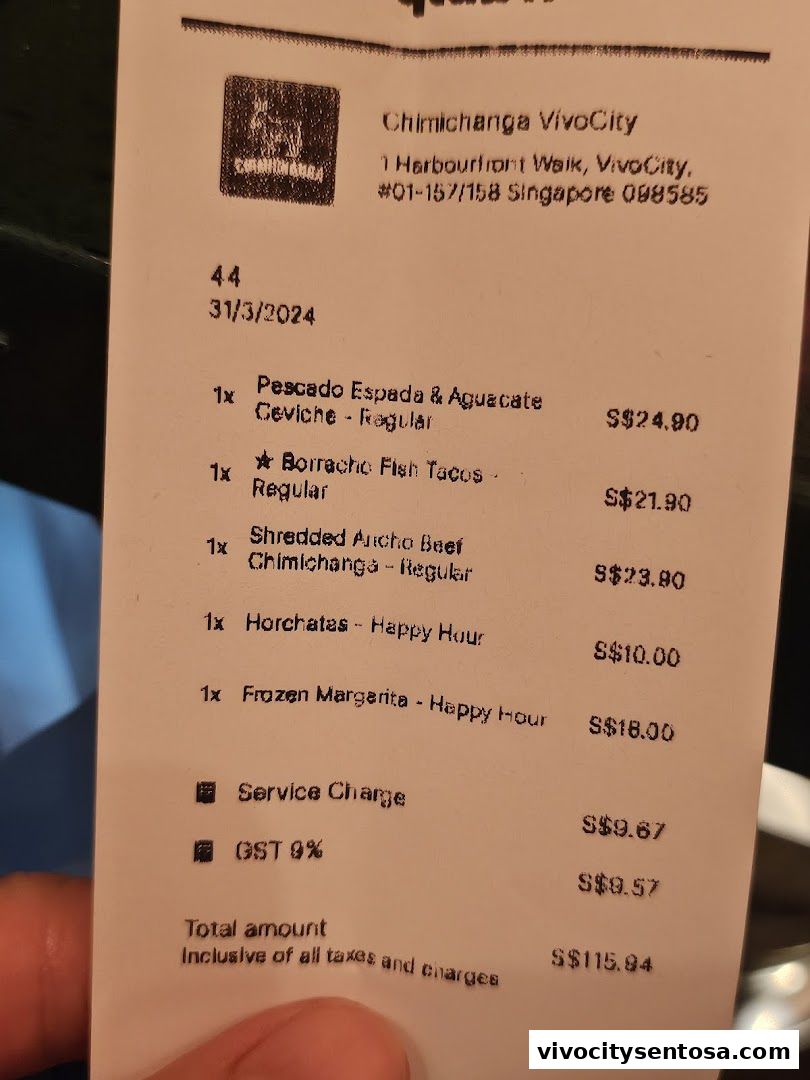 CHIMICHANGA
Chimichanga VivoCity
1 Harbourfront Walk, VivoCity,
#01-157/158 Singapore 098585
44
31/3/2024
1x Pescado Espada & Aguacate
Ceviche - Regular S$24.90
1x ★ Borracho Fish Tacos -
Regular S$21.90
1x Shredded Ancho Beef
Chimichanga - Regular S$23.90
1x Horchatas - Happy Hour S$10.00
1x Frozen Margarita - Happy Hour S$16.00
Service Charge S$9.67
GST 9% S$9.57
Total amount
Inclusive of all taxes and charges S$115.94
vivocitysentosa.com